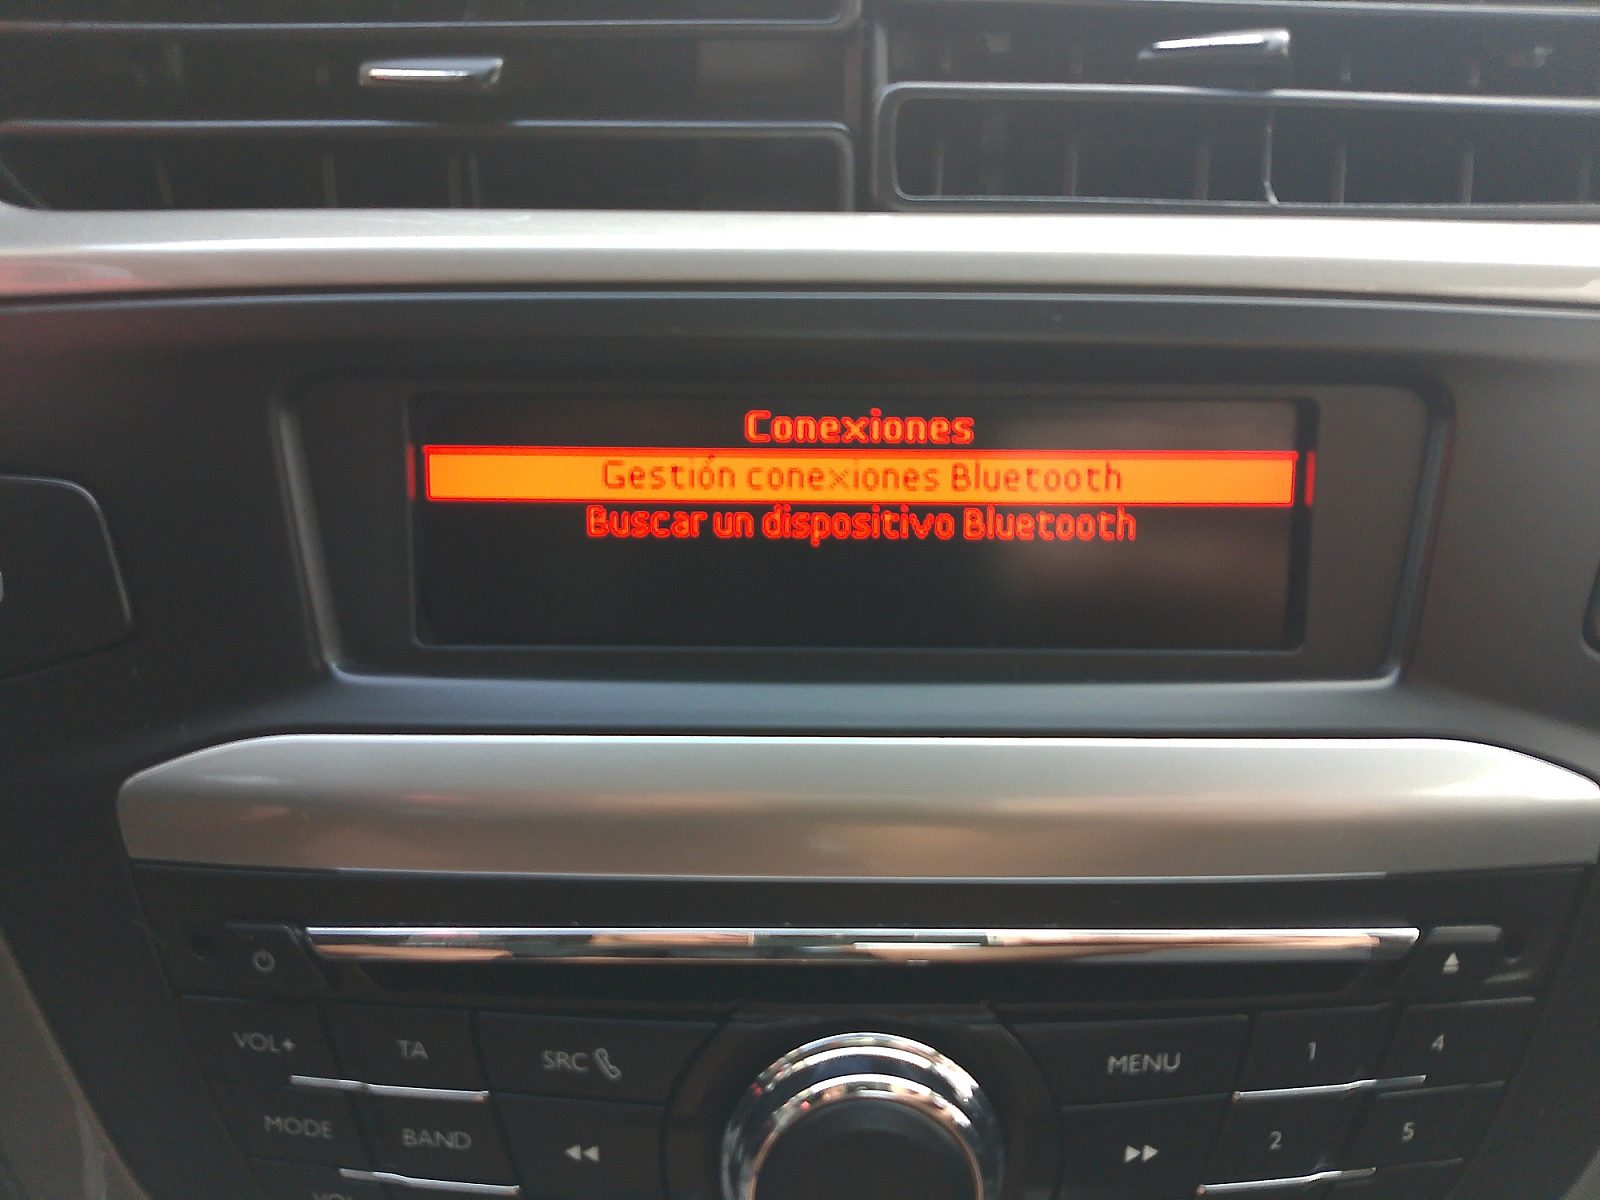 Conexiones
Gestión conexiones Bluetooth
Buscar un dispositivo Bluetooth
VOL+ TA SRC MENU 1 4
MODE BAND 2 5